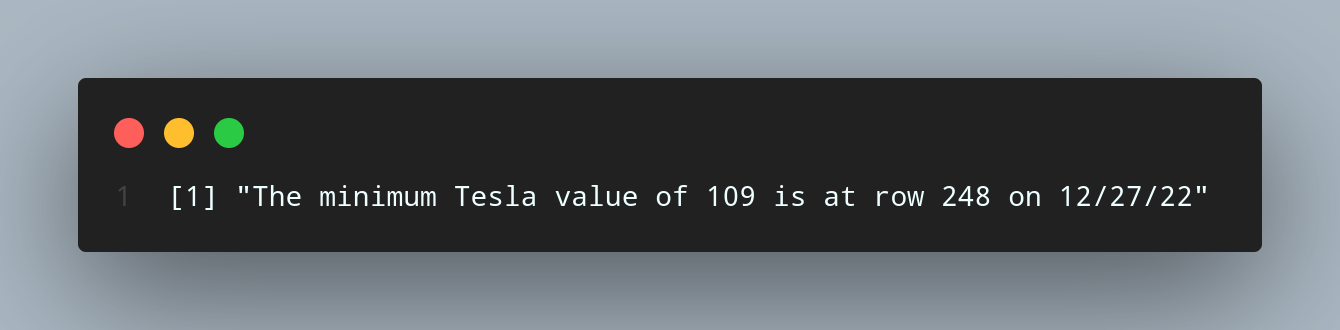 1 [1] "The minimum Tesla value of 109 is at row 248 on 12/27/22"